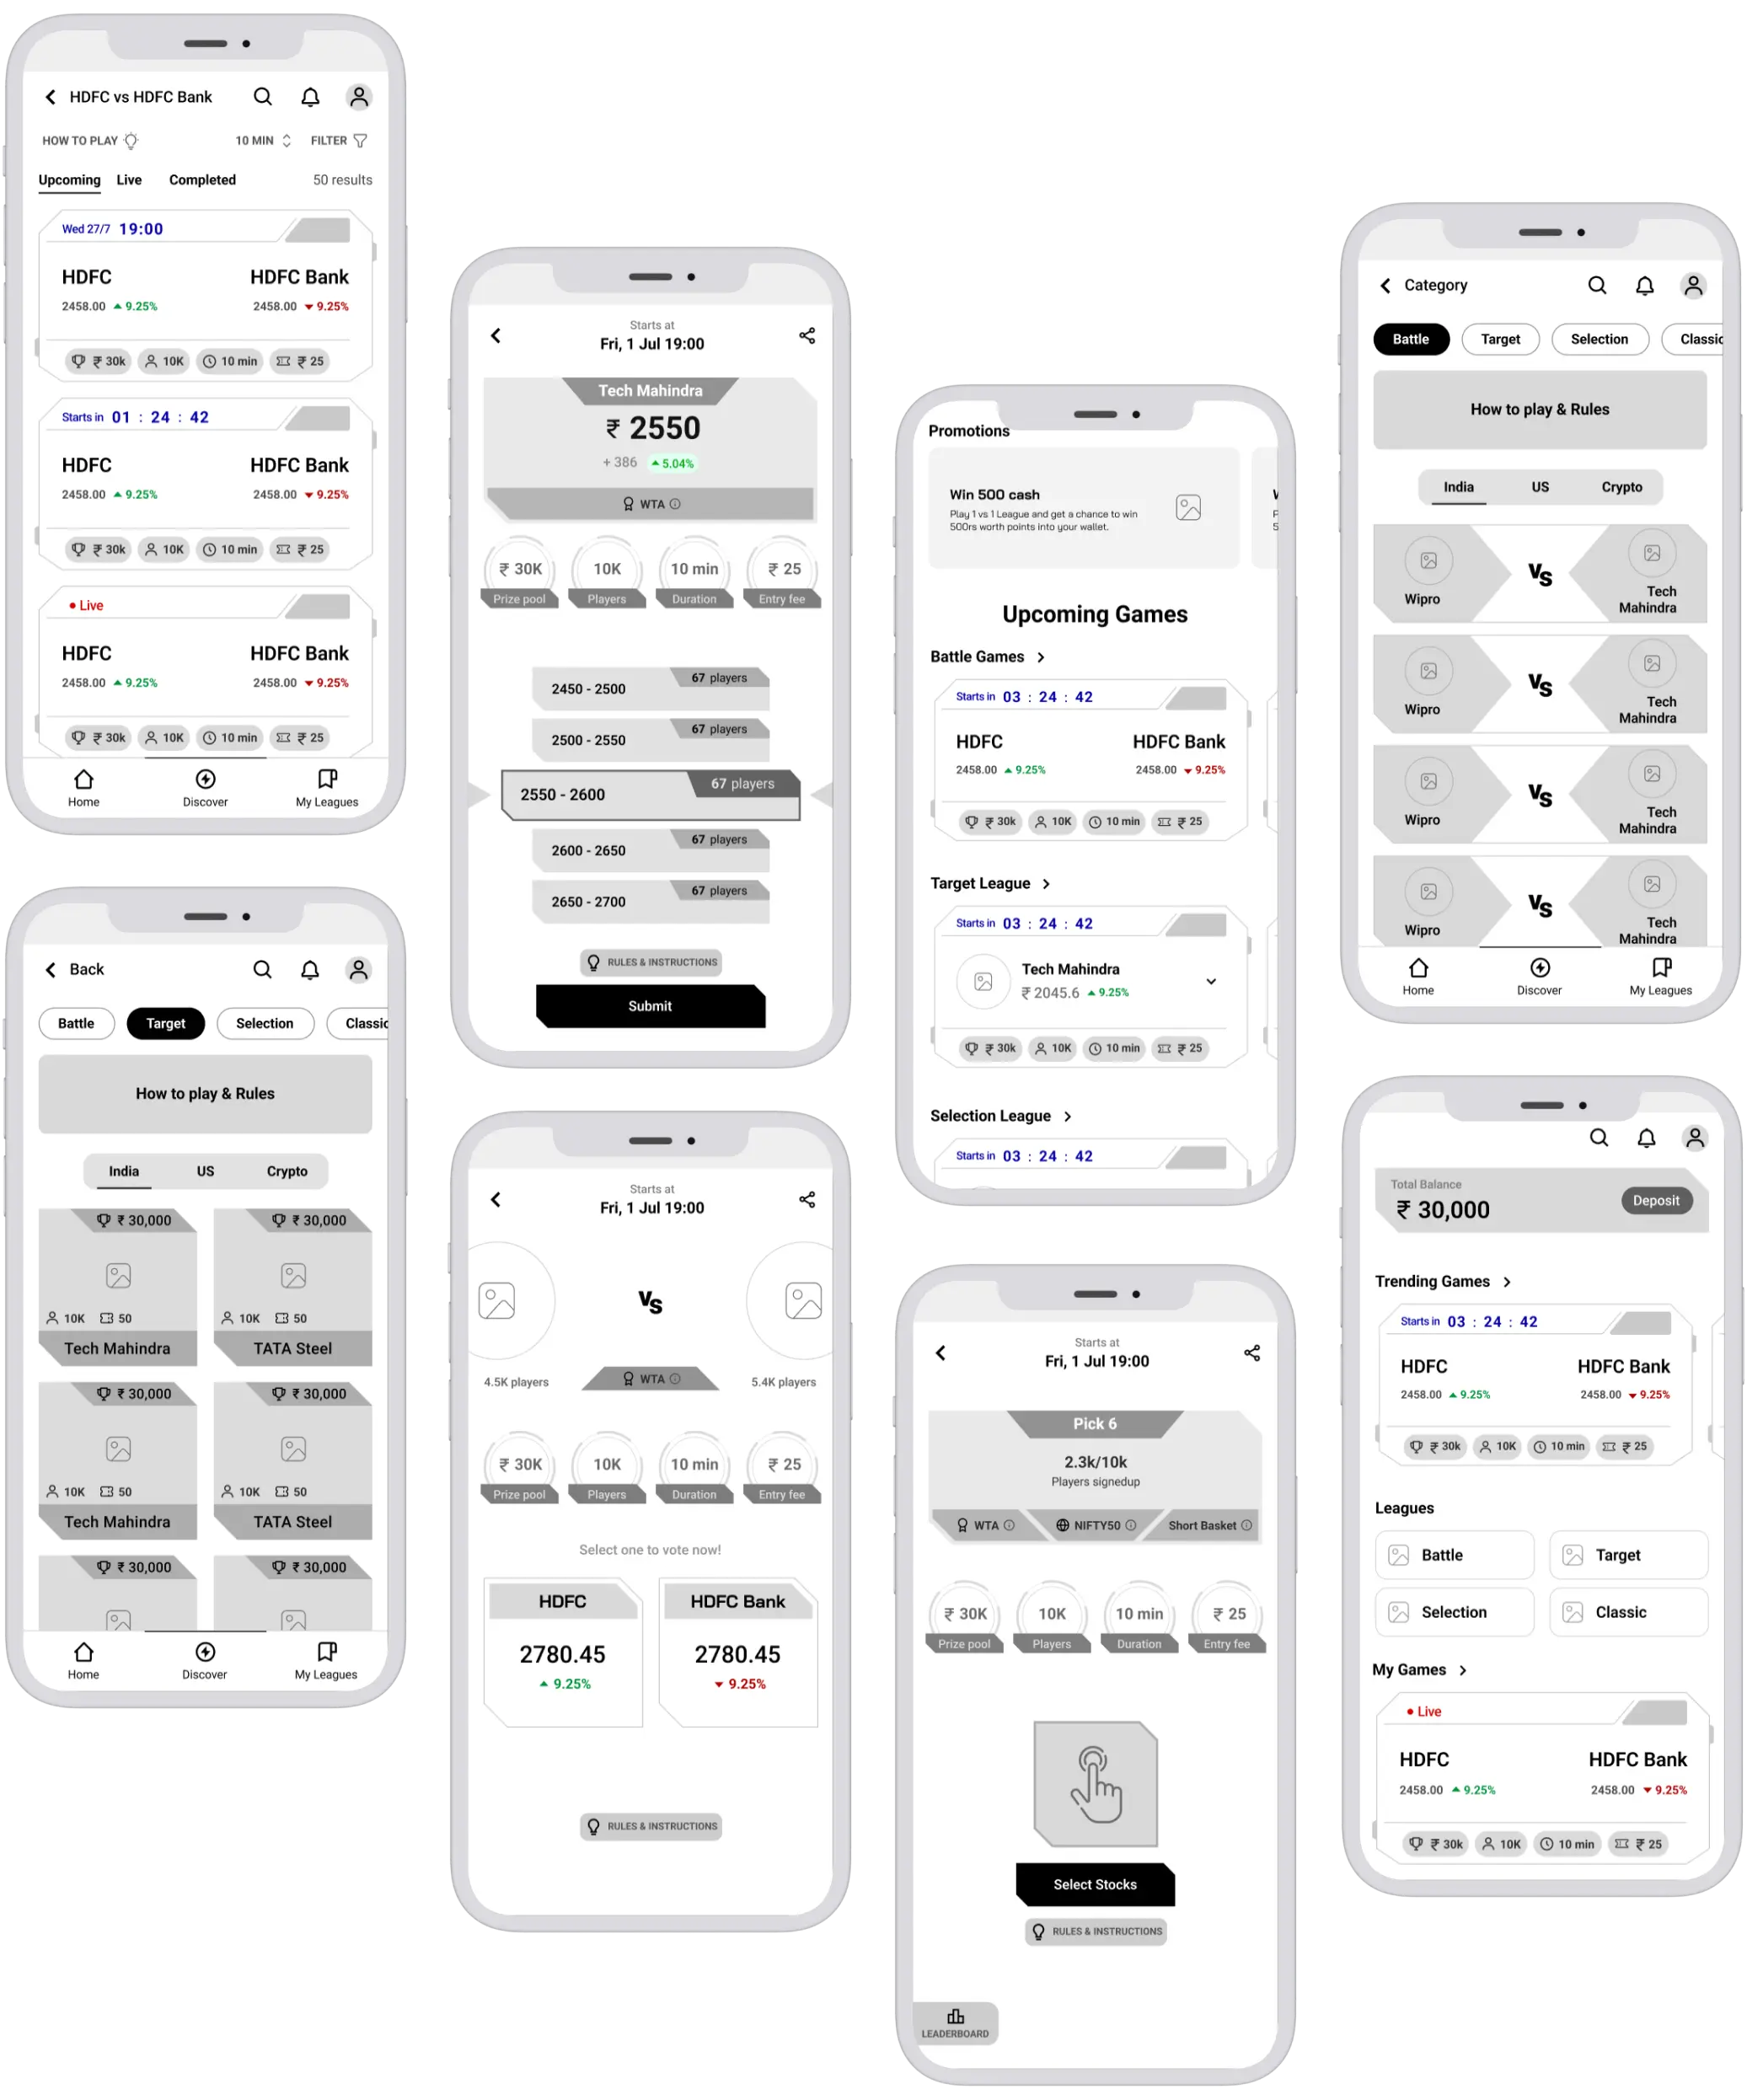 HDFC vs HDFC Bank
HOW TO PLAY 10 MIN FILTER
Upcoming Live Completed 50 results
Wed 27/7 19:00
HDFC HDFC Bank
2458.00 9.25% 2458.00 9.25%
₹ 30k 10K 10 min ₹ 25
Starts in 01 : 24 : 42
HDFC HDFC Bank
2458.00 9.25% 2458.00 9.25%
₹ 30k 10K 10 min ₹ 25
Live
HDFC HDFC Bank
2458.00 9.25% 2458.00 9.25%
₹ 30k 10K 10 min ₹ 25
Home Discover My Leagues
Back
Battle Target Selection Classic
How to play & Rules
India US Crypto
₹ 30,000 ₹ 30,000
10K 50 10K 50
Tech Mahindra TATA Steel
₹ 30,000 ₹ 30,000
10K 50 10K 50
Tech Mahindra TATA Steel
₹ 30,000 ₹ 30,000
Home Discover My Leagues
Starts at
Fri, 1 Jul 19:00
Tech Mahindra
₹ 2550
+ 386 5.04%
WTA
₹ 30K 10K 10 min ₹ 25
Prize pool Players Duration Entry fee
67 players
2450 - 2500
67 players
2500 - 2550
67 players
2550 - 2600
67 players
2600 - 2650
67 players
2650 - 2700
RULES & INSTRUCTIONS
Submit
Starts at
Fri, 1 Jul 19:00
VS
4.5K players WTA 5.4K players
₹ 30K 10K 10 min ₹ 25
Prize pool Players Duration Entry fee
Select one to vote now!
HDFC HDFC Bank
2780.45 2780.45
9.25% 9.25%
RULES & INSTRUCTIONS
Promotions
Win 500 cash
Play 1 vs 1 League and get a chance to win
500rs worth points into your wallet.
Upcoming Games
Battle Games
Starts in 03 : 24 : 42
HDFC HDFC Bank
2458.00 9.25% 2458.00 9.25%
₹ 30k 10K 10 min ₹ 25
Target League
Starts in 03 : 24 : 42
Tech Mahindra
₹ 2045.6 9.25%
₹ 30k 10K 10 min ₹ 25
Selection League
Starts in 03 : 24 : 42
Starts at
Fri, 1 Jul 19:00
Pick 6
2.3k/10k
Players signedup
WTA NIFTY50 Short Basket
₹ 30K 10K 10 min ₹ 25
Prize pool Players Duration Entry fee
Select Stocks
RULES & INSTRUCTIONS
LEADERBOARD
Category
Battle Target Selection Classic
How to play & Rules
India US Crypto
Wipro VS Tech
Mahindra
Wipro VS Tech
Mahindra
Wipro VS Tech
Mahindra
Wipro VS Tech
Mahindra
Home Discover My Leagues
Total Balance
₹ 30,000 Deposit
Trending Games
Starts in 03 : 24 : 42
HDFC HDFC Bank
2458.00 9.25% 2458.00 9.25%
₹ 30k 10K 10 min ₹ 25
Leagues
Battle Target
Selection Classic
My Games
Live
HDFC HDFC Bank
2458.00 9.25% 2458.00 9.25%
₹ 30k 10K 10 min ₹ 25